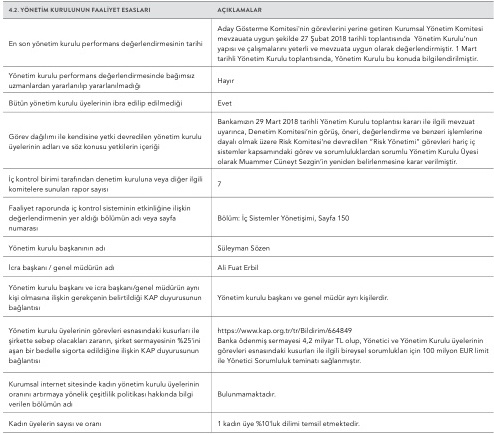 4.2. YÖNETİM KURULUNUN FAALİYET ESASLARI
AÇIKLAMALAR
En son yönetim kurulu performans değerlendirmesinin tarihi
Aday Gösterme Komitesi'nin görevlerini yerine getiren Kurumsal Yönetim Komitesi
mevzuata uygun şekilde 27 Şubat 2018 tarihli toplantısında Yönetim Kurulu'nun
yapısı ve çalışmalarını yeterli ve mevzuata uygun olarak değerlendirmiştir. 1 Mart
tarihli Yönetim Kurulu toplantısında, Yönetim Kurulu bu konuda bilgilendirilmiştir.
Yönetim kurulu performans değerlendirmesinde bağımsız
uzmanlardan yararlanılıp yararlanılmadığı
Hayır
Bütün yönetim kurulu üyelerinin ibra edilip edilmediği
Evet
Görev dağılımı ile kendisine yetki devredilen yönetim kurulu
üyelerinin adları ve söz konusu yetkilerin içeriği
Bankamızın 29 Mart 2018 tarihli Yönetim Kurulu toplantısı kararı ile ilgili mevzuat
uyarınca, Denetim Komitesi'nin görüş, öneri, değerlendirme ve benzeri işlemlerine
dayalı olmak üzere Risk Komitesi'ne devredilen "Risk Yönetimi" görevleri hariç iç
sistemler kapsamındaki görev ve sorumluluklardan sorumlu Yönetim Kurulu Üyesi
olarak Muammer Cüneyt Sezgin'in yeniden belirlenmesine karar verilmiştir.
İç kontrol birimi tarafından denetim kuruluna veya diğer ilgili
komitelere sunulan rapor sayısı
7
Faaliyet raporunda iç kontrol sisteminin etkinliğine ilişkin
değerlendirmenin yer aldığı bölümün adı veya sayfa
numarası
Bölüm: İç Sistemler Yönetişimi, Sayfa 150
Yönetim kurulu başkanının adı
Süleyman Sözen
İcra başkanı / genel müdürün adı
Ali Fuat Erbil
Yönetim kurulu başkanı ve icra başkanı/genel müdürün aynı
kişi olmasına ilişkin gerekçenin belirtildiği KAP duyurusunun
bağlantısı
Yönetim kurulu başkanı ve genel müdür ayrı kişilerdir.
Yönetim kurulu üyelerinin görevleri esnasındaki kusurları ile
şirkette sebep olacakları zararın, şirket sermayesinin %25'ini
aşan bir bedelle sigorta edildiğine ilişkin KAP duyurusunun
bağlantısı
https://www.kap.org.tr/tr/Bildirim/664849
Banka ödenmiş sermayesi 4,2 milyar TL olup, Yönetici ve Yönetim Kurulu üyelerinin
görevleri esnasındaki kusurları ile ilgili bireysel sorumlukları için 100 milyon EUR limit
ile Yönetici Sorumluluk teminatı sağlanmıştır.
Kurumsal internet sitesinde kadın yönetim kurulu üyelerinin
oranını artırmaya yönelik çeşitlilik politikası hakkında bilgi
verilen bölümün adı
Bulunmamaktadır.
Kadın üyelerin sayısı ve oranı
1 kadın üye %10'luk dilimi temsil etmektedir.